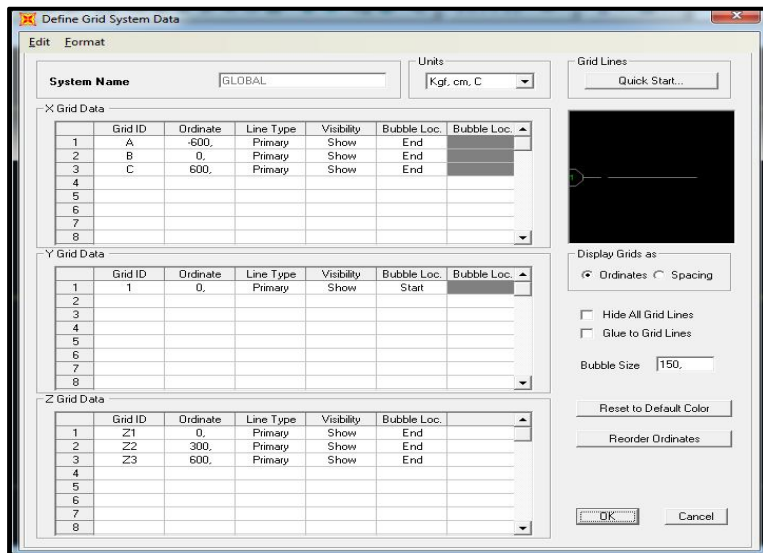 Define Grid System Data
Edit Format
System Name GLOBAL
Units
Kgf, cm, C
Grid Lines
Quick Start...
X Grid Data
Grid ID Ordinate Line Type Visibility Bubble Loc. Bubble Loc.
1 A -600, Primary Show End
2 B 0, Primary Show End
3 C 600, Primary Show End
4
5
6
7
8
1
Y Grid Data
Grid ID Ordinate Line Type Visibility Bubble Loc. Bubble Loc.
1 1 0, Primary Show Start
2
3
4
5
6
7
8
Display Grids as
Ordinates Spacing
Hide All Grid Lines
Glue to Grid Lines
Bubble Size 150,
Z Grid Data
Grid ID Ordinate Line Type Visibility Bubble Loc.
1 Z1 0, Primary Show End
2 Z2 300, Primary Show End
3 Z3 600, Primary Show End
4
5
6
7
8
Reset to Default Color
Reorder Ordinates
OK Cancel